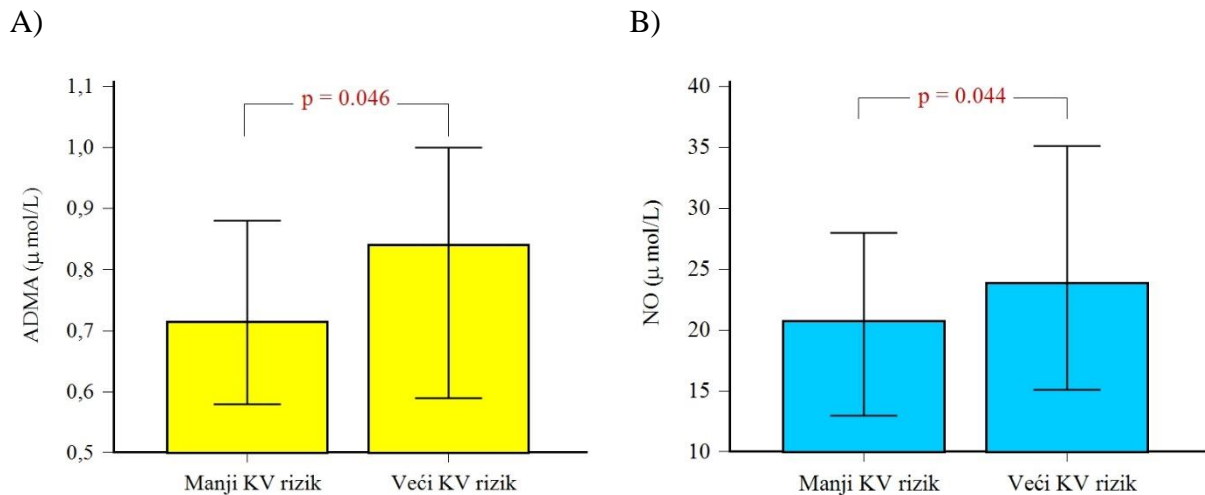 A)
B)
1,1
1,0
0,9
0,8
0,7
0,6
0,5
ADMA (μ mol/L)
p = 0.046
Manji KV rizik
Veći KV rizik
40
35
30
25
20
15
10
NO (μ mol/L)
p = 0.044
Manji KV rizik
Veći KV rizik